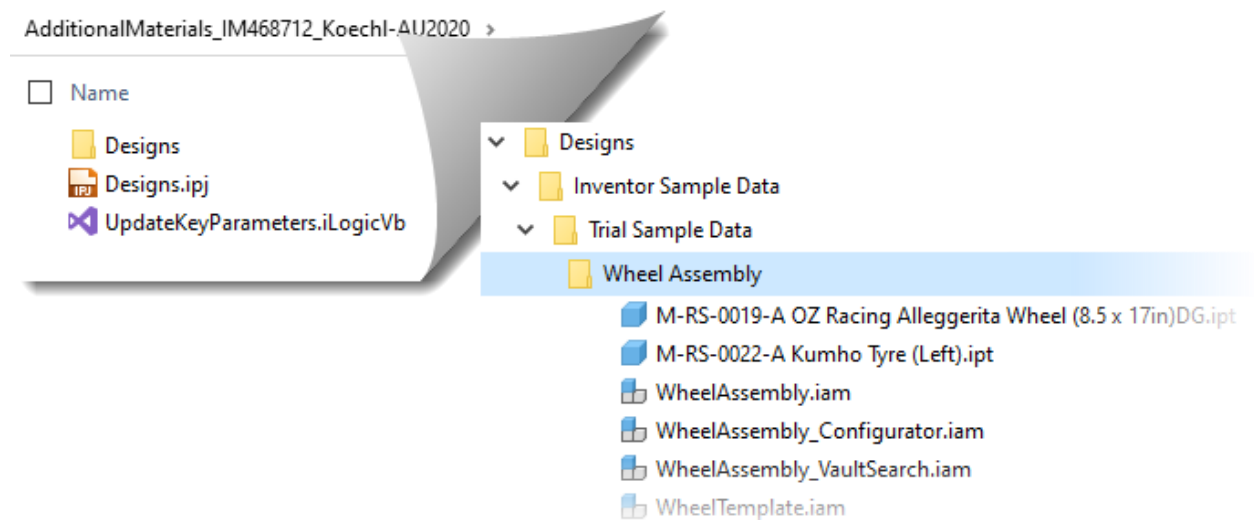 AdditionalMaterials_IM468712_Koechl-AU2020
Name
Designs
Designs.ipj
UpdateKeyParameters.iLogicVb
Designs
Inventor Sample Data
Trial Sample Data
Wheel Assembly
M-RS-0019-A OZ Racing Alleggerita Wheel (8.5 x 17in)DG.ipt
M-RS-0022-A Kumho Tyre (Left).ipt
WheelAssembly.iam
WheelAssembly_Configurator.iam
WheelAssembly_VaultSearch.iam
WheelTemplate.iam